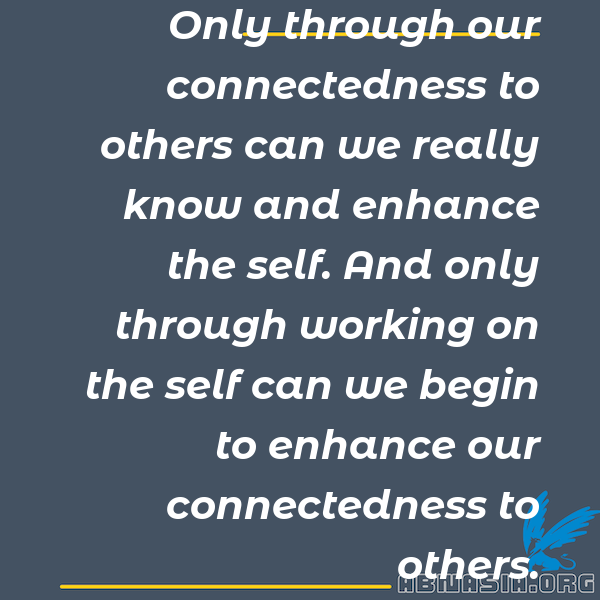 Only through our
connectedness to
others can we really
know and enhance
the self. And only
through working on
the self can we begin
to enhance our
connectedness to
others.
ABIWASIH.ORG